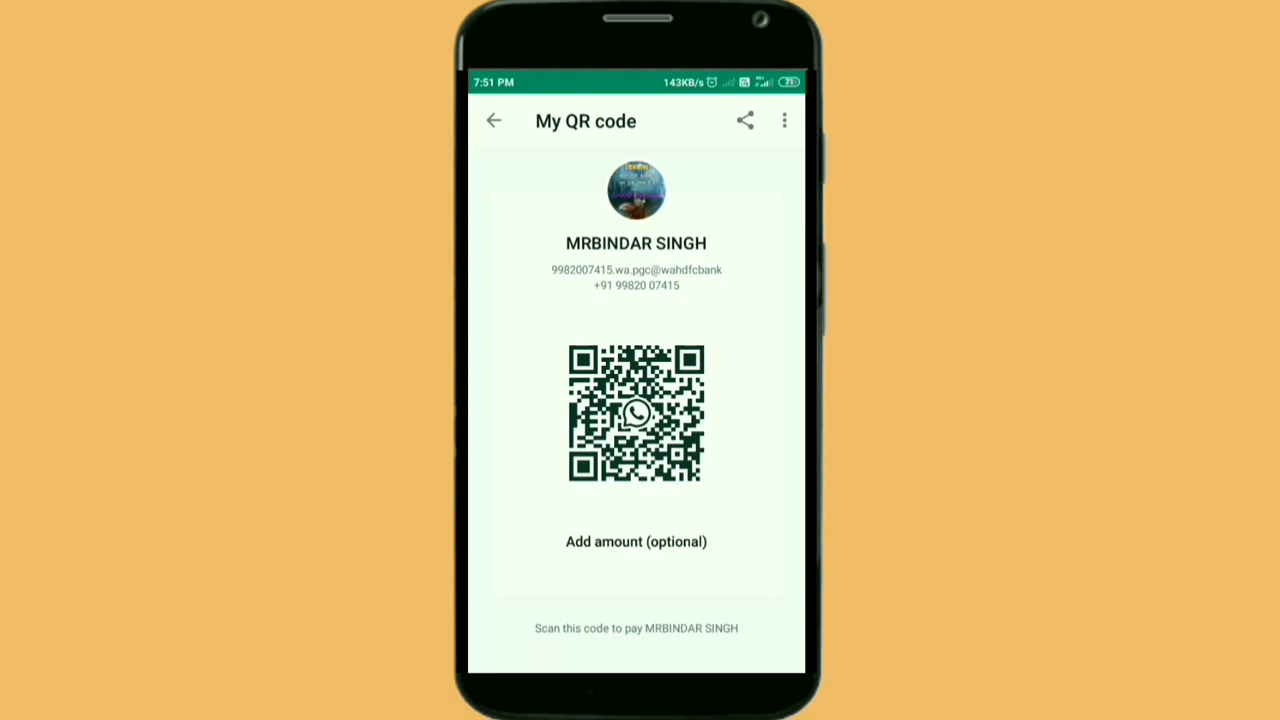 7:51 PM 143KB/s 71
My QR code
MRBINDAR SINGH
9982007415.wa.pgc@wahdfcbank
+91 99820 07415
Add amount (optional)
Scan this code to pay MRBINDAR SINGH